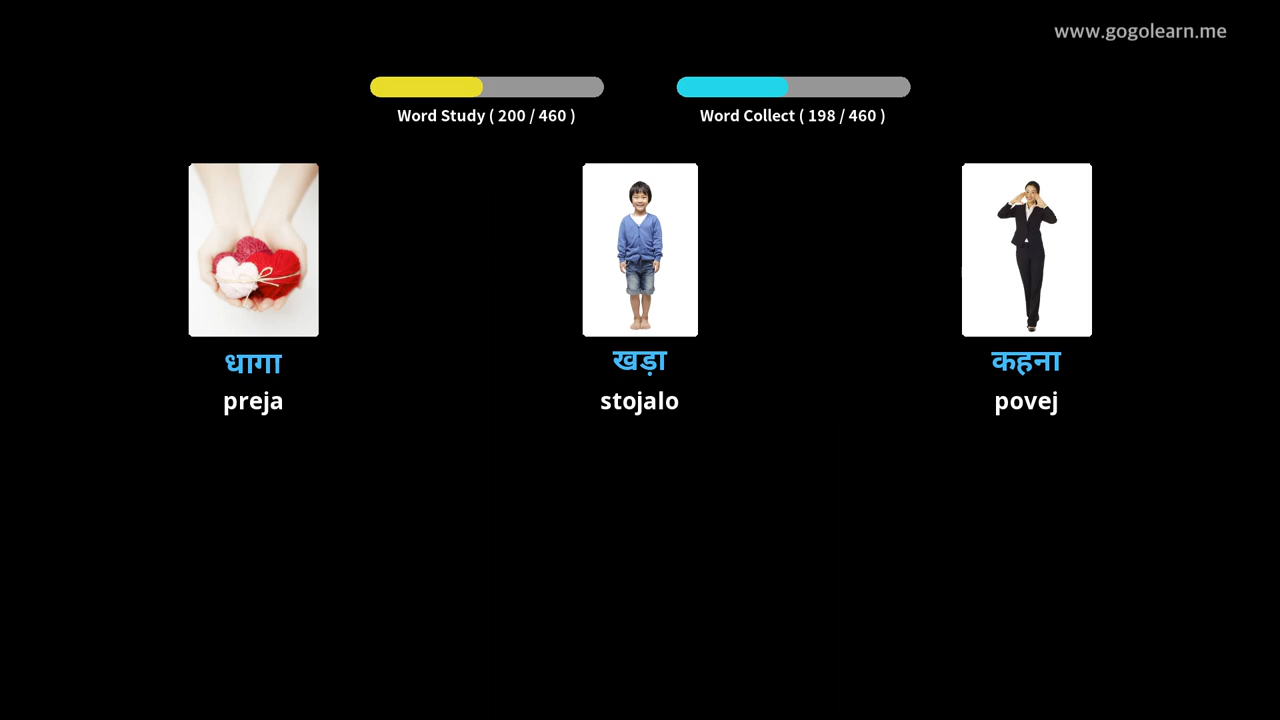 www.gogolearn.me
Word Study ( 200 / 460 )
Word Collect ( 198 / 460 )
धागा
खड़ा
कहना
preja
stojalo
povej